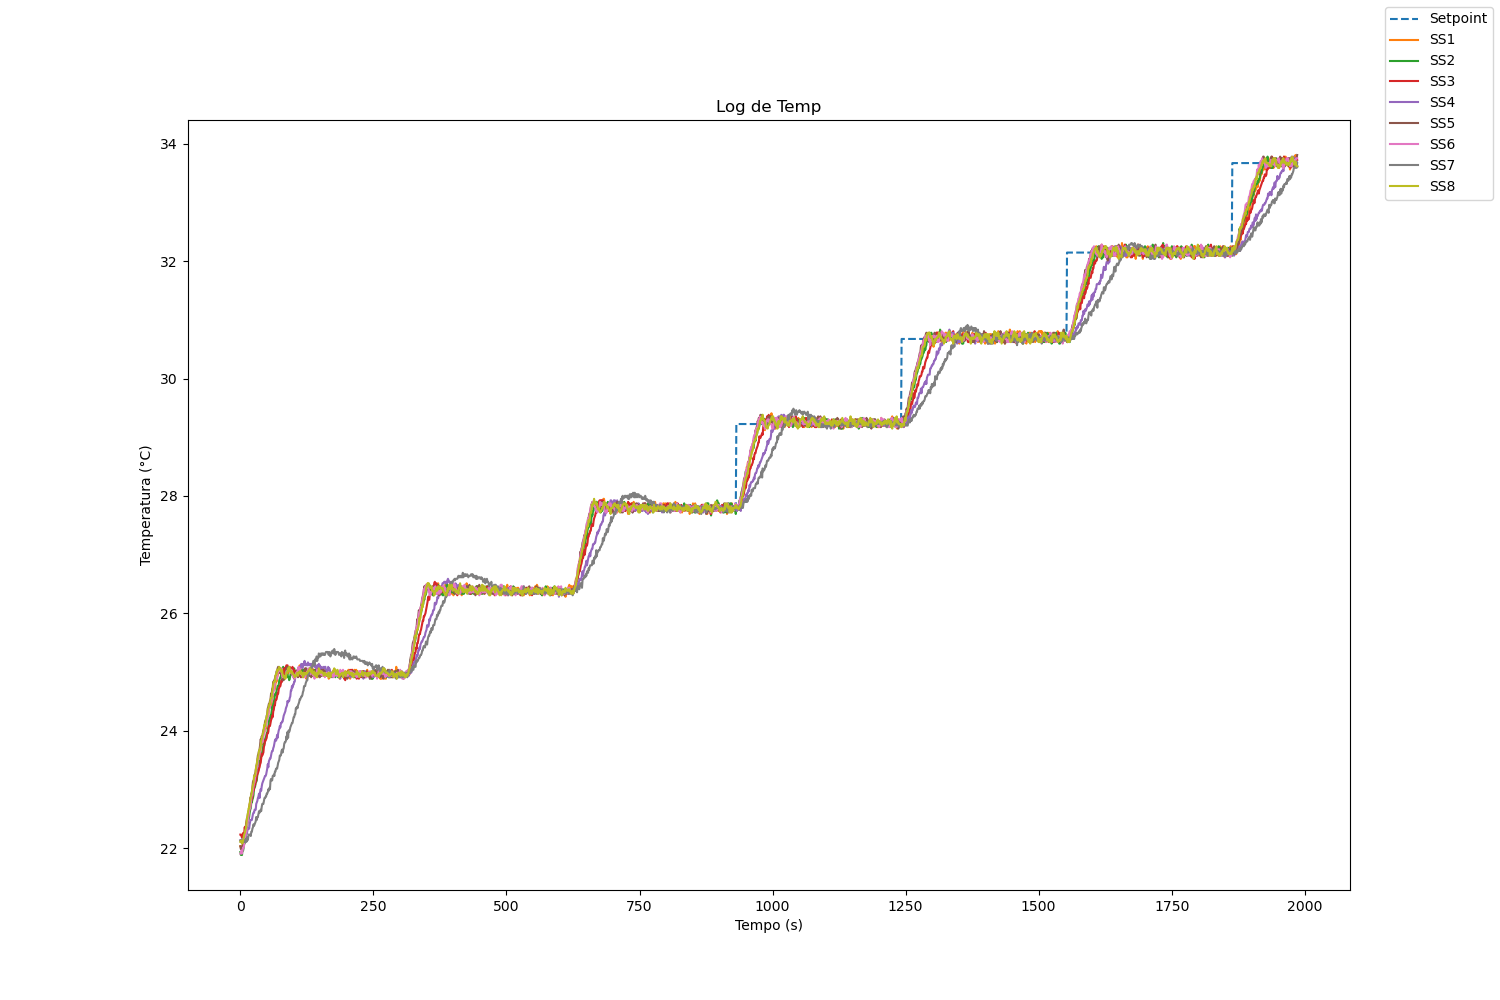 Setpoint
SS1
SS2
SS3
SS4
SS5
SS6
SS7
SS8
Log de Temp
Temperatura (°C)
34
32
30
28
26
24
22
0 250 500 750 1000 1250 1500 1750 2000
Tempo (s)